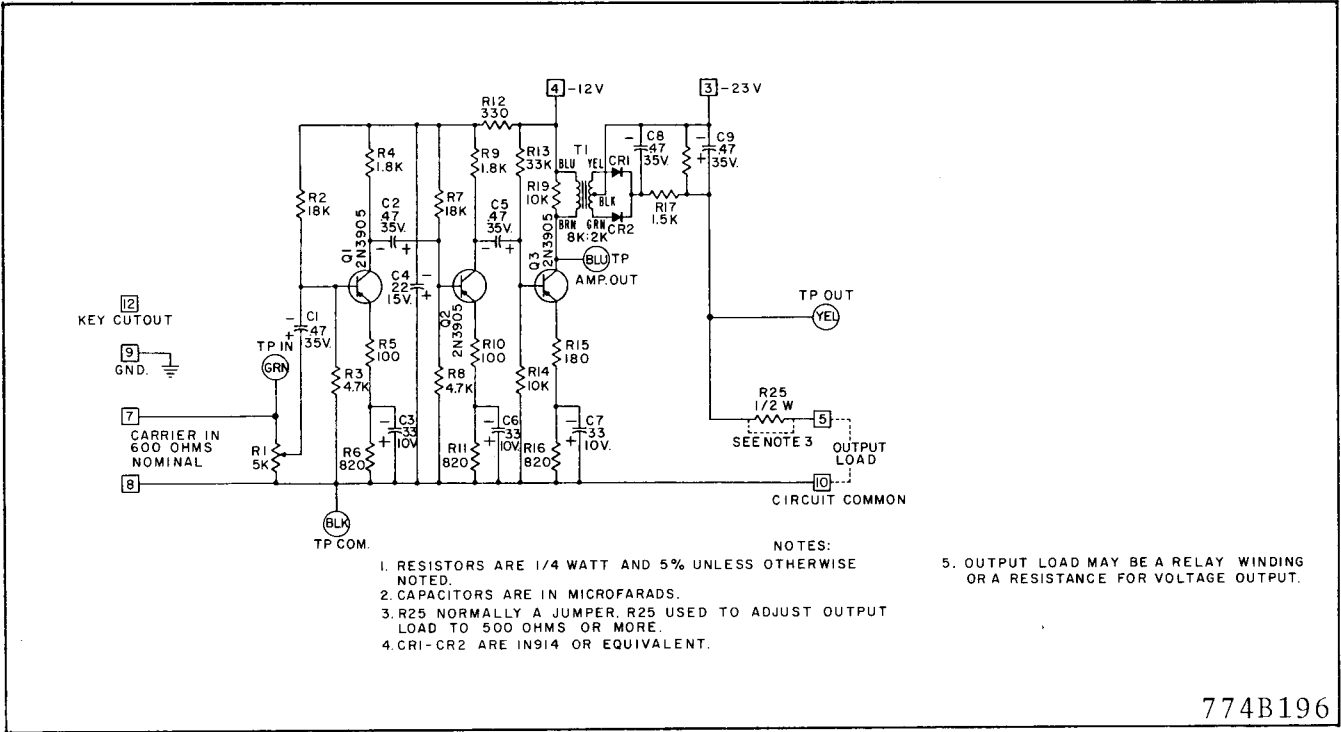 4 -12V
3 -23V
R12
330
R4
1.8K
R9
1.8K
R13
33K
T1
BLU YEL
CR1
C8
.47
35V.
C9
.47
35V.
R2
18K
C2
.47
35V.
R7
18K
C5
.47
35V.
R19
10K
BLK
R17
1.5K
BRN GRN
CR2
8K:2K
Q1
2N3905
Q2
2N3905
Q3
2N3905
BLU TP
AMP.OUT
C4
22
15V.
12
KEY CUTOUT
C1
.47
35V.
TP OUT
YEL
TP IN
GRN
9
GND.
R5
100
R10
100
R15
180
R3
4.7K
R8
4.7K
R14
10K
7
CARRIER IN
600 OHMS
NOMINAL
R1
5K
C3
33
10V
C6
33
10V.
C7
33
10V.
R6
820
R11
820
R16
820
R25
1/2 W
5
SEE NOTE 3
OUTPUT
LOAD
8
10
CIRCUIT COMMON
BLK
TP COM.
NOTES:
1. RESISTORS ARE 1/4 WATT AND 5% UNLESS OTHERWISE
NOTED.
2. CAPACITORS ARE IN MICROFARADS.
3. R25 NORMALLY A JUMPER, R25 USED TO ADJUST OUTPUT
LOAD TO 500 OHMS OR MORE.
4. CR1-CR2 ARE IN914 OR EQUIVALENT.
5. OUTPUT LOAD MAY BE A RELAY WINDING
OR A RESISTANCE FOR VOLTAGE OUTPUT.
774B196